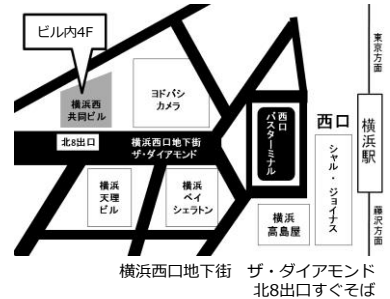 ビル内4F
横浜西
共同ビル
ヨドバシ
カメラ
北8出口
横浜西口地下街
ザ・ダイアモンド
横浜
天理
ビル
横浜
ベイ
シェラトン
西口
バスターミナル
西口
シャル・ジョイナス
横浜
高島屋
東京方面
横浜駅
藤沢方面
横浜西口地下街　ザ・ダイアモンド
北8出口すぐそば